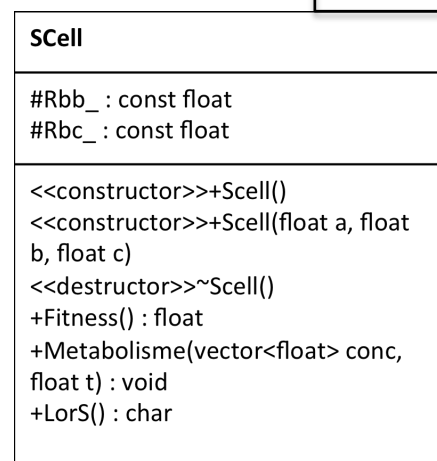 SCell
#Rbb_ : const float
#Rbc_ : const float
<<constructor>>+Scell()
<<constructor>>+Scell(float a, float
b, float c)
<<destructor>>~Scell()
+Fitness() : float
+Metabolisme(vector<float> conc,
float t) : void
+LorS() : char